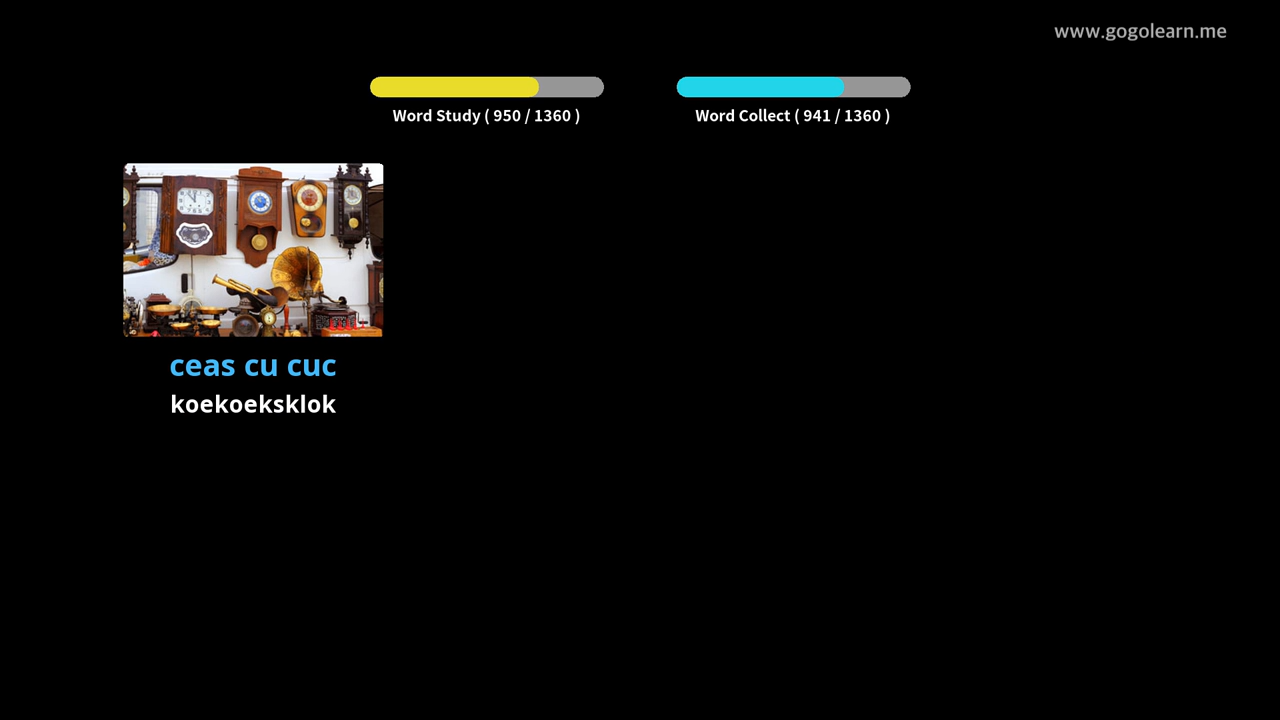 www.gogolearn.me
Word Study ( 950 / 1360 )
Word Collect ( 941 / 1360 )
ceas cu cuc
koekoeksklok